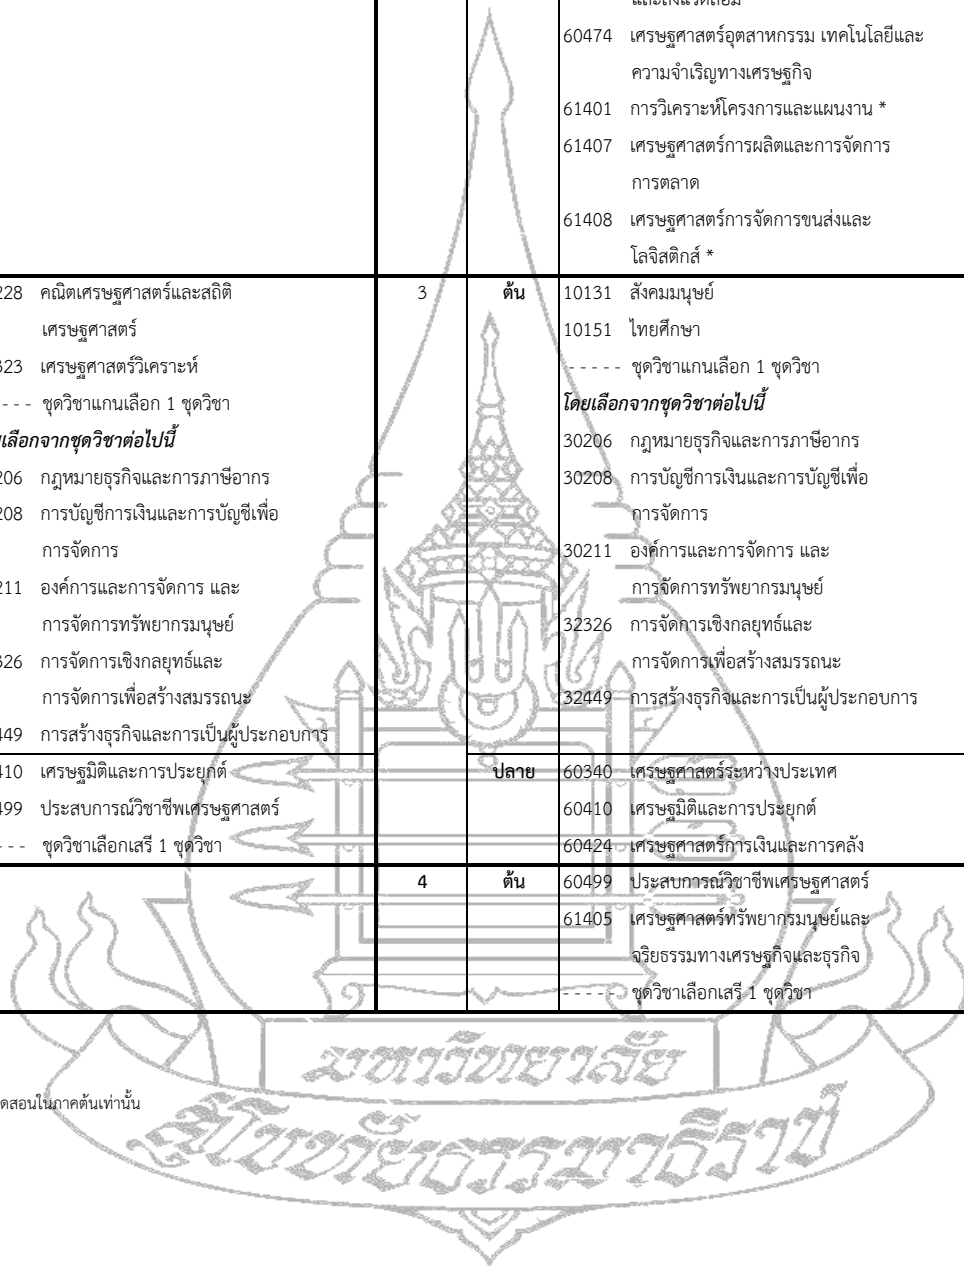 60474 เศรษฐศาสตร์อุตสาหกรรม เทคโนโลยีและ
ความจำเริญทางเศรษฐกิจ
61401 การวิเคราะห์โครงการและแผนงาน *
61407 เศรษฐศาสตร์การผลิตและการจัดการ
การตลาด
61408 เศรษฐศาสตร์การจัดการขนส่งและ
โลจิสติกส์ *
228 คณิตเศรษฐศาสตร์และสถิติ
เศรษฐศาสตร์
323 เศรษฐศาสตร์วิเคราะห์
- - - ชุดวิชาแกนเลือก 1 ชุดวิชา
เลือกจากชุดวิชาต่อไปนี้
206 กฎหมายธุรกิจและการภาษีอากร
208 การบัญชีการเงินและการบัญชีเพื่อ
การจัดการ
211 องค์การและการจัดการ และ
การจัดการทรัพยากรมนุษย์
326 การจัดการเชิงกลยุทธ์และ
การจัดการเพื่อสร้างสมรรถนะ
449 การสร้างธุรกิจและการเป็นผู้ประกอบการ
410 เศรษฐมิติและการประยุกต์
499 ประสบการณ์วิชาชีพเศรษฐศาสตร์
- - - ชุดวิชาเลือกเสรี 1 ชุดวิชา
3 ต้น
10131 สังคมมนุษย์
10151 ไทยศึกษา
- - - - - ชุดวิชาแกนเลือก 1 ชุดวิชา
โดยเลือกจากชุดวิชาต่อไปนี้
30206 กฎหมายธุรกิจและการภาษีอากร
30208 การบัญชีการเงินและการบัญชีเพื่อ
การจัดการ
30211 องค์การและการจัดการ และ
การจัดการทรัพยากรมนุษย์
32326 การจัดการเชิงกลยุทธ์และ
การจัดการเพื่อสร้างสมรรถนะ
32449 การสร้างธุรกิจและการเป็นผู้ประกอบการ
ปลาย
60340 เศรษฐศาสตร์ระหว่างประเทศ
60410 เศรษฐมิติและการประยุกต์
60424 เศรษฐศาสตร์การเงินและการคลัง
4 ต้น
60499 ประสบการณ์วิชาชีพเศรษฐศาสตร์
61405 เศรษฐศาสตร์ทรัพยากรมนุษย์และ
จริยธรรมทางเศรษฐกิจและธุรกิจ
- - - - - ชุดวิชาเลือกเสรี 1 ชุดวิชา
ดสอนในภาคต้นเท่านั้น
มหาวิทยาลัย
สุโขทัยธรรมาธิราช